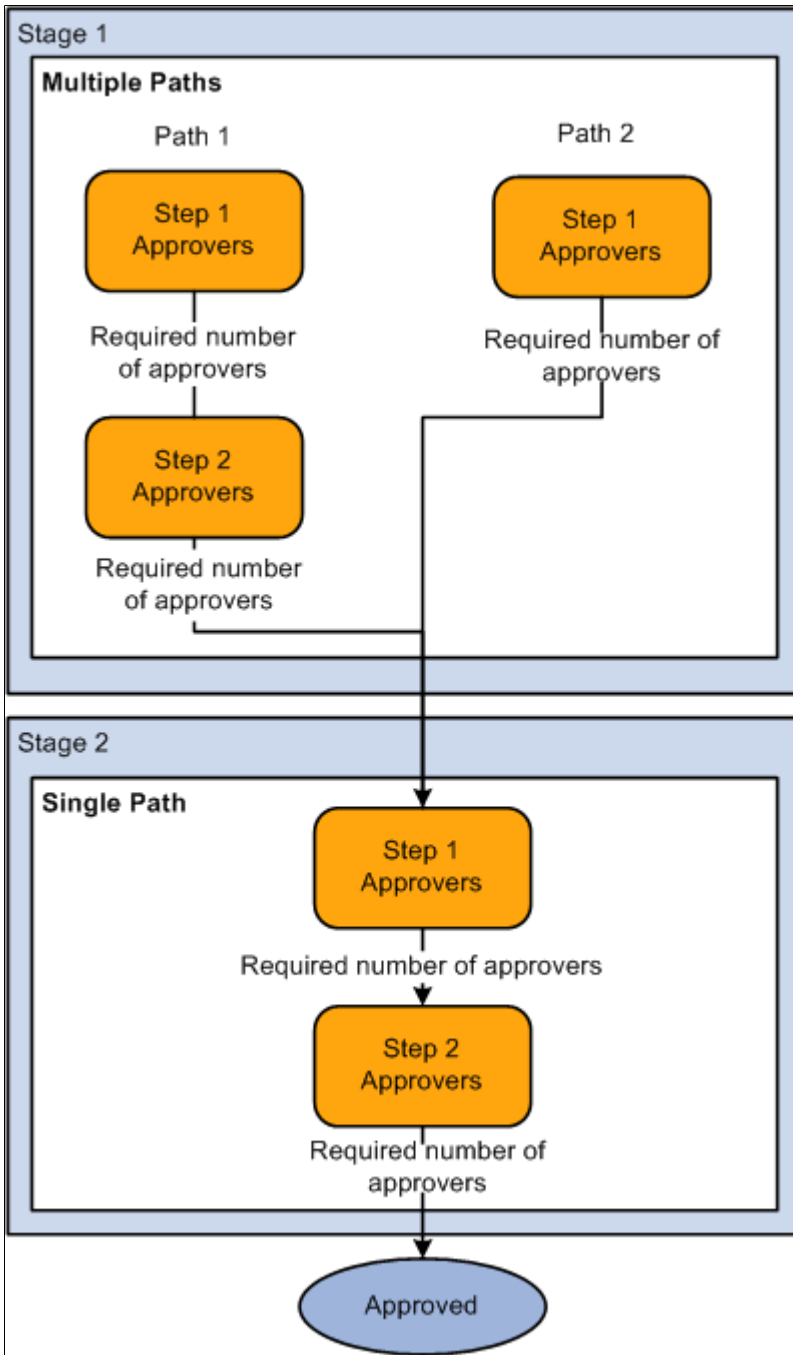 Stage 1
Multiple Paths
Path 1
Step 1
Approvers
Required number
of approvers
Step 2
Approvers
Required number
of approvers
Path 2
Step 1
Approvers
Required number of
approvers
Stage 2
Single Path
Step 1
Approvers
Required number of approvers
Step 2
Approvers
Required number of
approvers
Approved